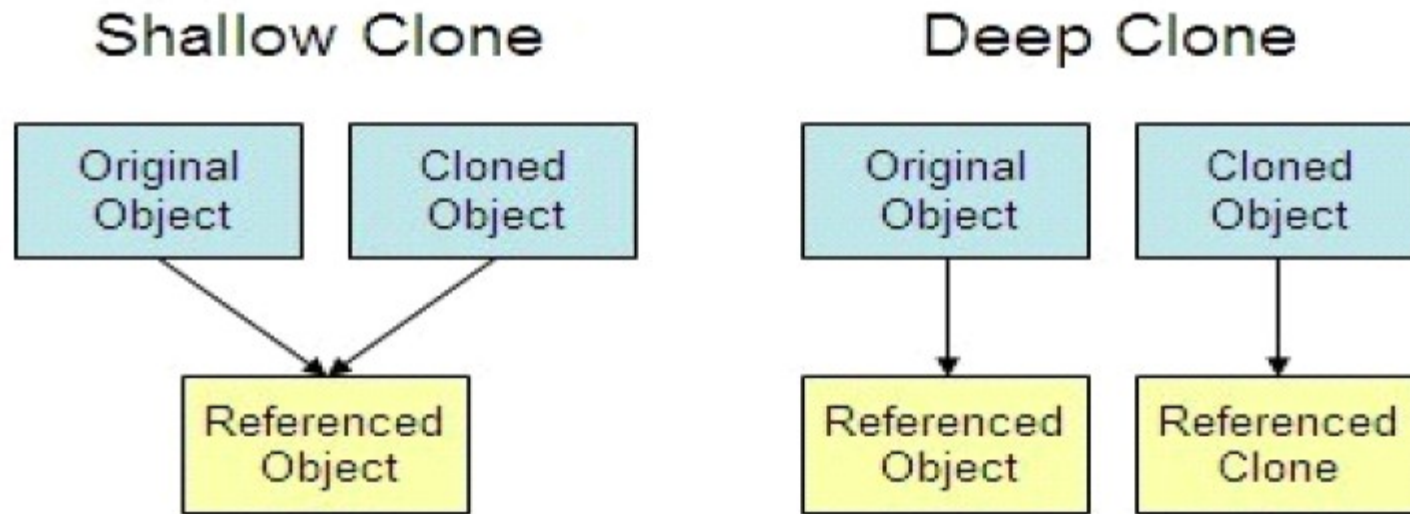 Shallow Clone
Original
Object
Cloned
Object
Referenced
Object
Deep Clone
Original
Object
Cloned
Object
Referenced
Object
Referenced
Clone